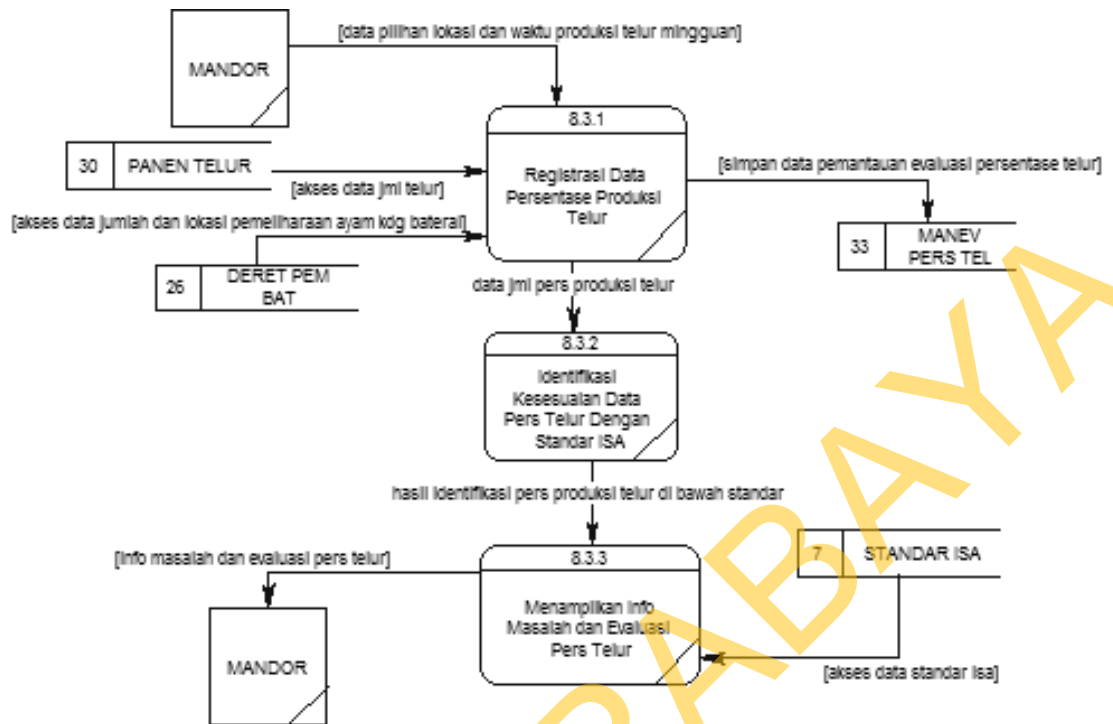 [data pilihan lokasi dan waktu produksi telur mingguan]
MANDOR
8.3.1
Registrasi Data
Persentase Produksi
Telur
30 PANEN TELUR
[akses data jml telur]
[simpan data pemantauan evaluasi persentase telur]
[akses data jumlah dan lokasi pemeliharaan ayam kdg baterai]
26 DERET PEM
BAT
33 MANEV
PERS TEL
data jml pers produksi telur
8.3.2
Identifikasi
Kesesuaian Data
Pers Telur Dengan
Standar ISA
hasil identifikasi pers produksi telur di bawah standar
[info masalah dan evaluasi pers telur]
8.3.3
Menampilkan Info
Masalah dan Evaluasi
Pers Telur
7 STANDAR ISA
MANDOR
[akses data standar isa]
ABAYA